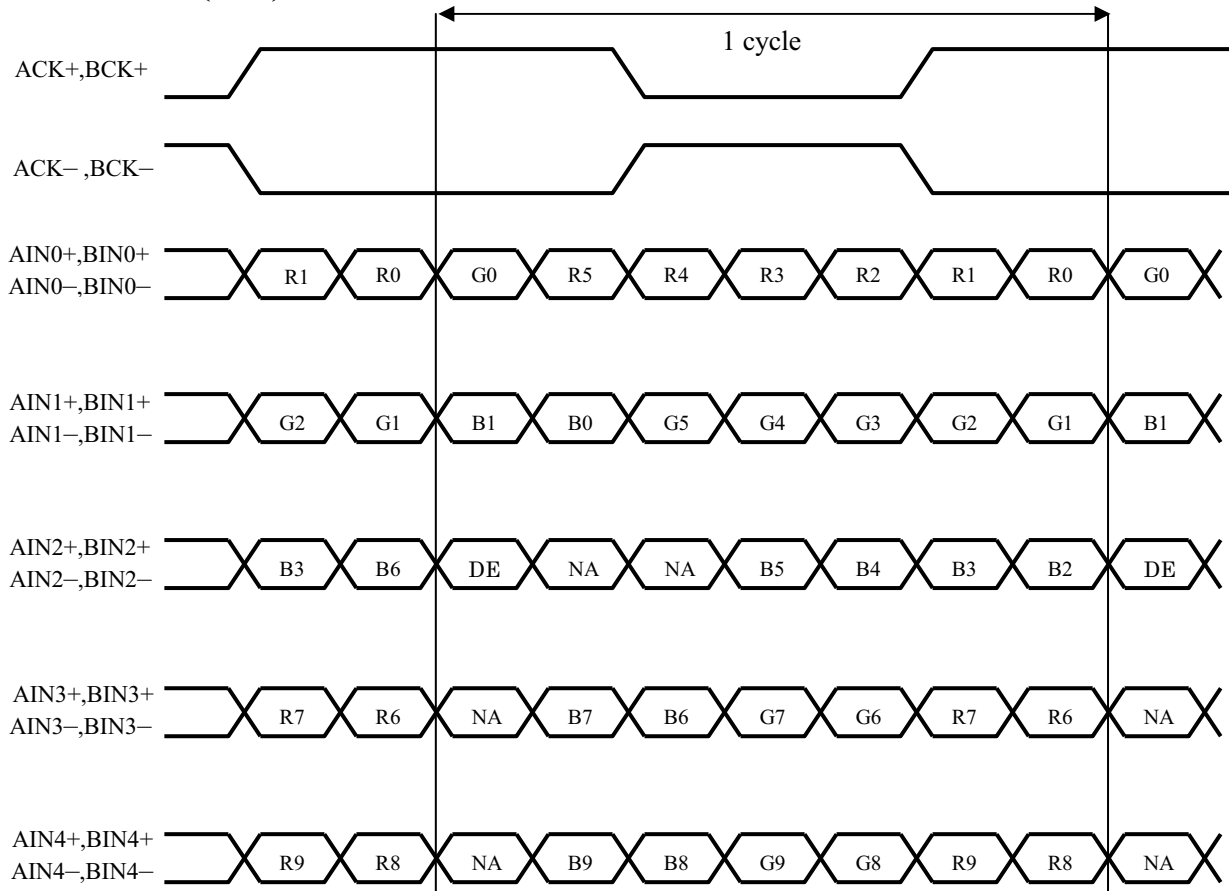 1 cycle
ACK+,BCK+
ACK− ,BCK−
AIN0+,BIN0+
AIN0−,BIN0−
R1 R0 G0 R5 R4 R3 R2 R1 R0 G0
AIN1+,BIN1+
AIN1−,BIN1−
G2 G1 B1 B0 G5 G4 G3 G2 G1 B1
AIN2+,BIN2+
AIN2−,BIN2−
B3 B6 DE NA NA B5 B4 B3 B2 DE
AIN3+,BIN3+
AIN3−,BIN3−
R7 R6 NA B7 B6 G7 G6 R7 R6 NA
AIN4+,BIN4+
AIN4−,BIN4−
R9 R8 NA B9 B8 G9 G8 R9 R8 NA